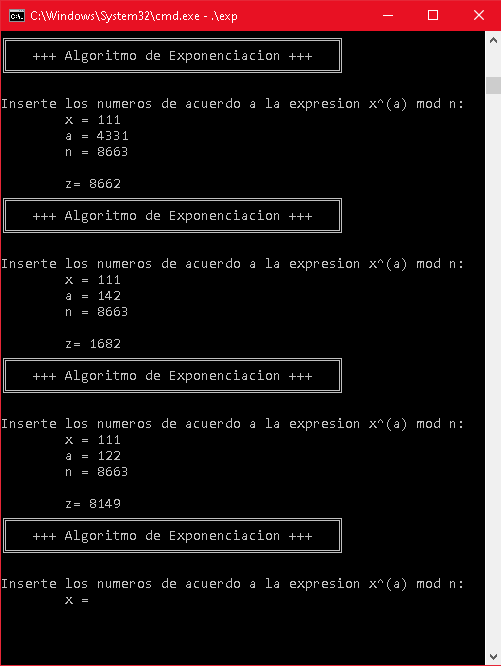 C:\Windows\System32\cmd.exe - .\exp
+++ Algoritmo de Exponenciacion +++
Inserte los numeros de acuerdo a la expresion x^(a) mod n:
x = 111
a = 4331
n = 8663
z= 8662
+++ Algoritmo de Exponenciacion +++
Inserte los numeros de acuerdo a la expresion x^(a) mod n:
x = 111
a = 142
n = 8663
z= 1682
+++ Algoritmo de Exponenciacion +++
Inserte los numeros de acuerdo a la expresion x^(a) mod n:
x = 111
a = 122
n = 8663
z= 8149
+++ Algoritmo de Exponenciacion +++
Inserte los numeros de acuerdo a la expresion x^(a) mod n:
x =